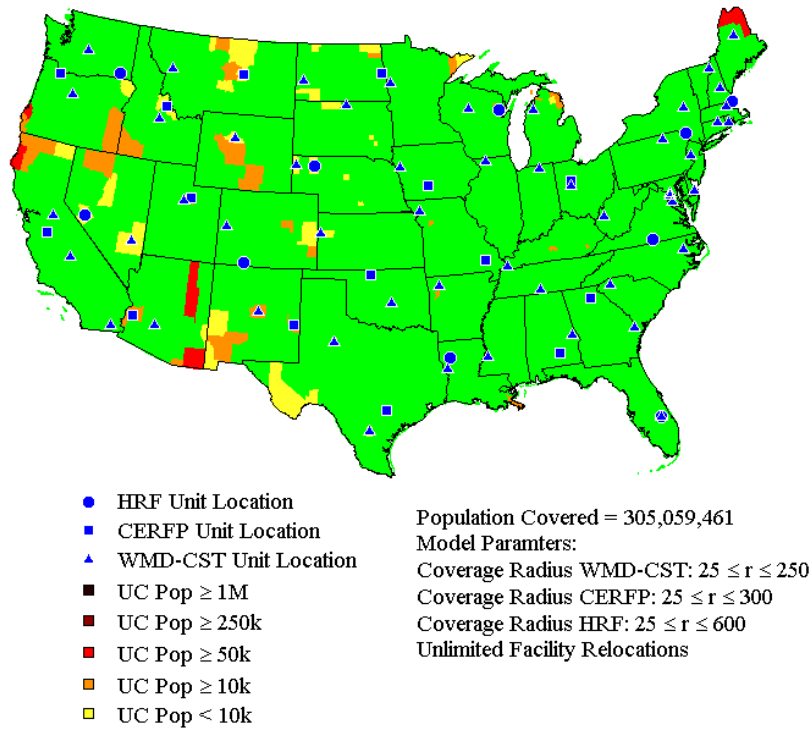 HRF Unit Location
CERFP Unit Location
WMD-CST Unit Location
UC Pop ≥ 1M
UC Pop ≥ 250k
UC Pop ≥ 50k
UC Pop ≥ 10k
UC Pop < 10k
Population Covered = 305,059,461
Model Paramters:
Coverage Radius WMD-CST: 25 ≤ r ≤ 250
Coverage Radius CERFP: 25 ≤ r ≤ 300
Coverage Radius HRF: 25 ≤ r ≤ 600
Unlimited Facility Relocations